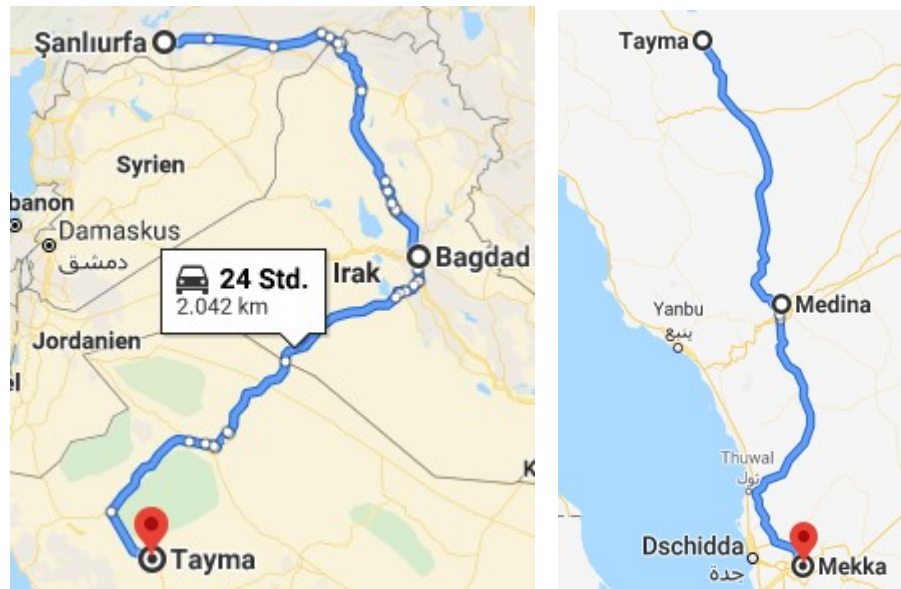 Şanlıurfa
Syrien
banon
Damaskus
دمشق
Bagdad
24 Std.
2.042 km
Irak
Jordanien
el
K
Tayma
Tayma
Medina
Yanbu
ينبع
Thuwal
ثول
Dschidda
جدة
Mekka